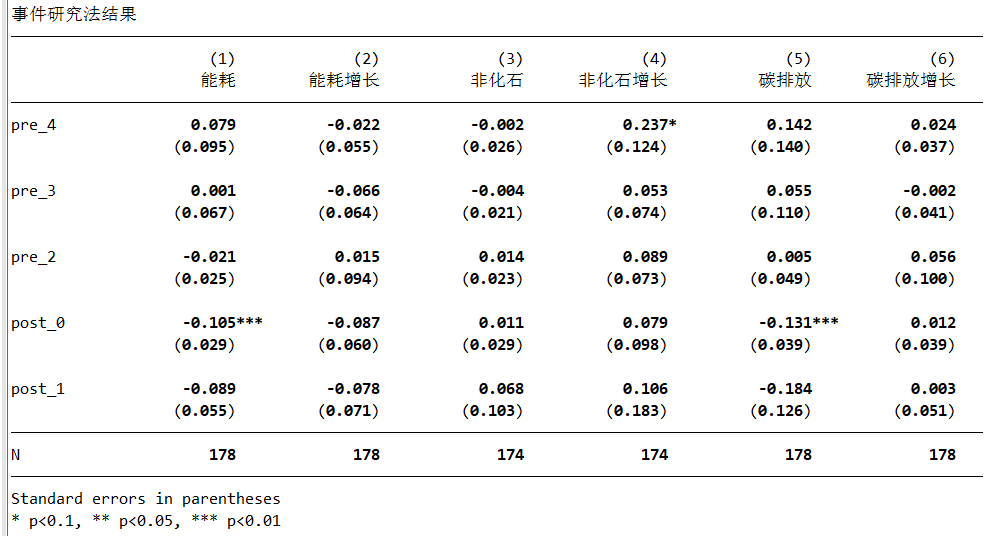 事件研究法结果
(1) (2) (3) (4) (5) (6)
能耗 能耗增长 非化石 非化石增长 碳排放 碳排放增长
pre_4 0.079 -0.022 -0.002 0.237* 0.142 0.024
(0.095) (0.055) (0.026) (0.124) (0.140) (0.037)
pre_3 0.001 -0.066 -0.004 0.053 0.055 -0.002
(0.067) (0.064) (0.021) (0.074) (0.110) (0.041)
pre_2 -0.021 0.015 0.014 0.089 0.005 0.056
(0.025) (0.094) (0.023) (0.073) (0.049) (0.100)
post_0 -0.105*** -0.087 0.011 0.079 -0.131*** 0.012
(0.029) (0.060) (0.029) (0.098) (0.039) (0.039)
post_1 -0.089 -0.078 0.068 0.106 -0.184 0.003
(0.055) (0.071) (0.103) (0.183) (0.126) (0.051)
N 178 178 174 174 178 178
Standard errors in parentheses
* p<0.1, ** p<0.05, *** p<0.01